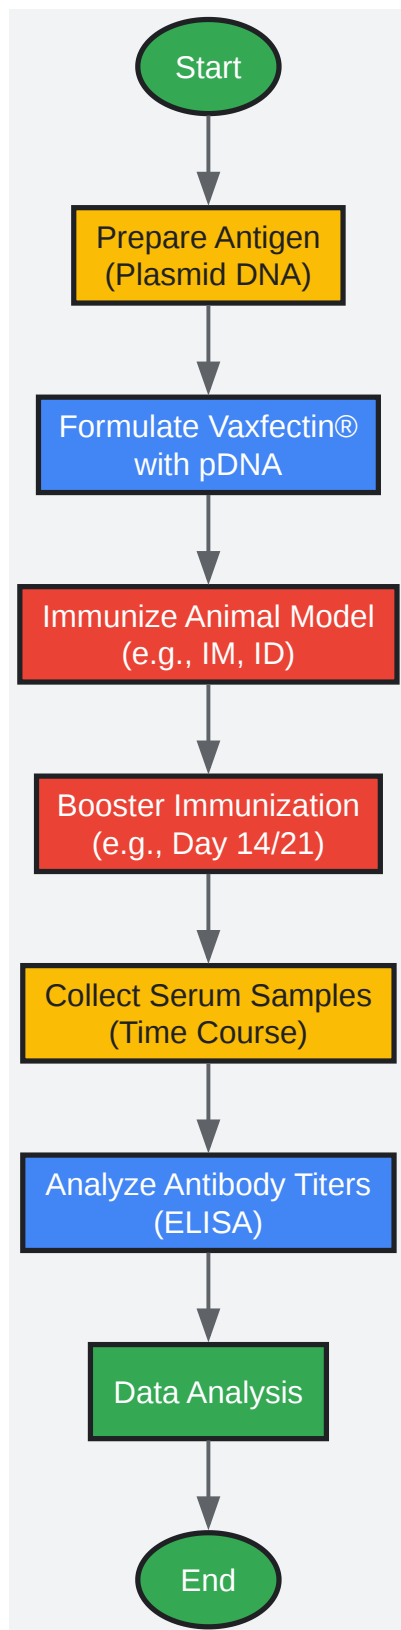 Start
Prepare Antigen
(Plasmid DNA)
Formulate Vaxfectin®
with pDNA
Immunize Animal Model
(e.g., IM, ID)
Booster Immunization
(e.g., Day 14/21)
Collect Serum Samples
(Time Course)
Analyze Antibody Titers
(ELISA)
Data Analysis
End